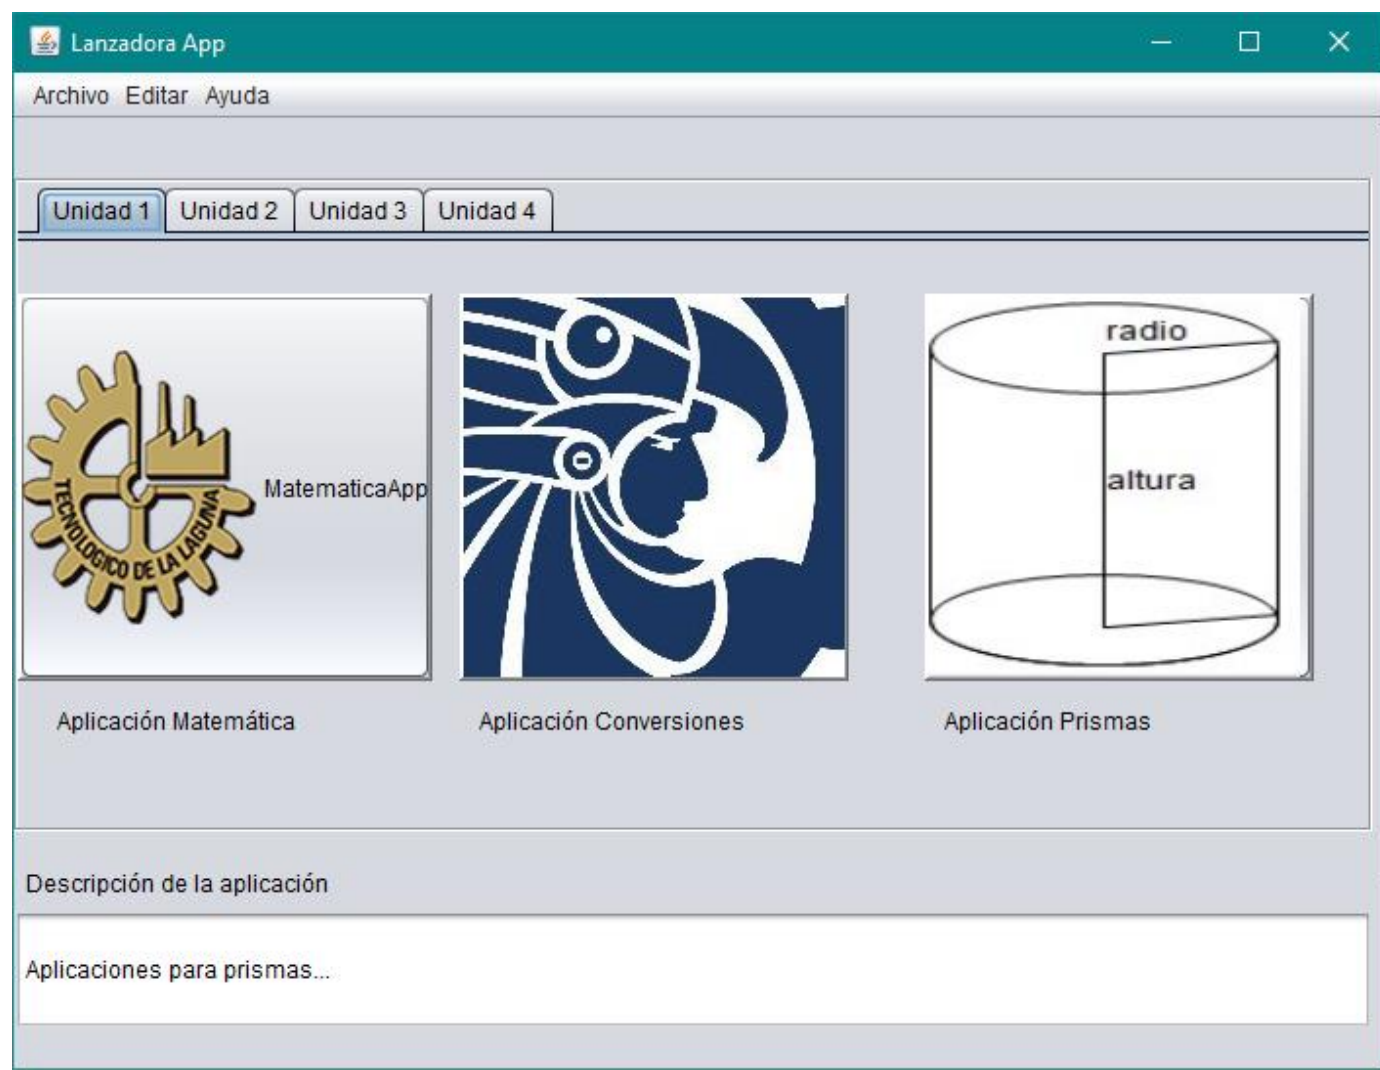 Lanzadora App
Archivo Editar Ayuda
Unidad 1 Unidad 2 Unidad 3 Unidad 4
TECNOLOGICO DE LA LAGUNA
MatematicaApp
radio
altura
Aplicación Matemática
Aplicación Conversiones
Aplicación Prismas
Descripción de la aplicación
Aplicaciones para prismas...